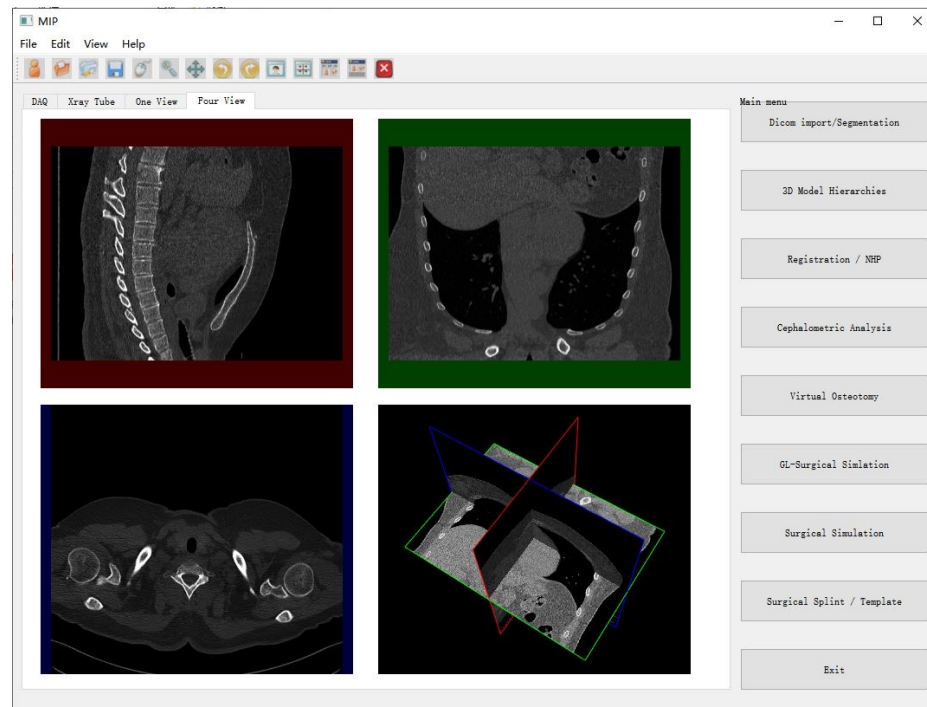 MIP
File Edit View Help
DAQ Xray Tube One View Four View
Main menu
Dicom import/Segmentation
3D Model Hierarchies
Registration / NHP
Cephalometric Analysis
Virtual Osteotomy
GL-Surgical Simlation
Surgical Simulation
Surgical Splint / Template
Exit